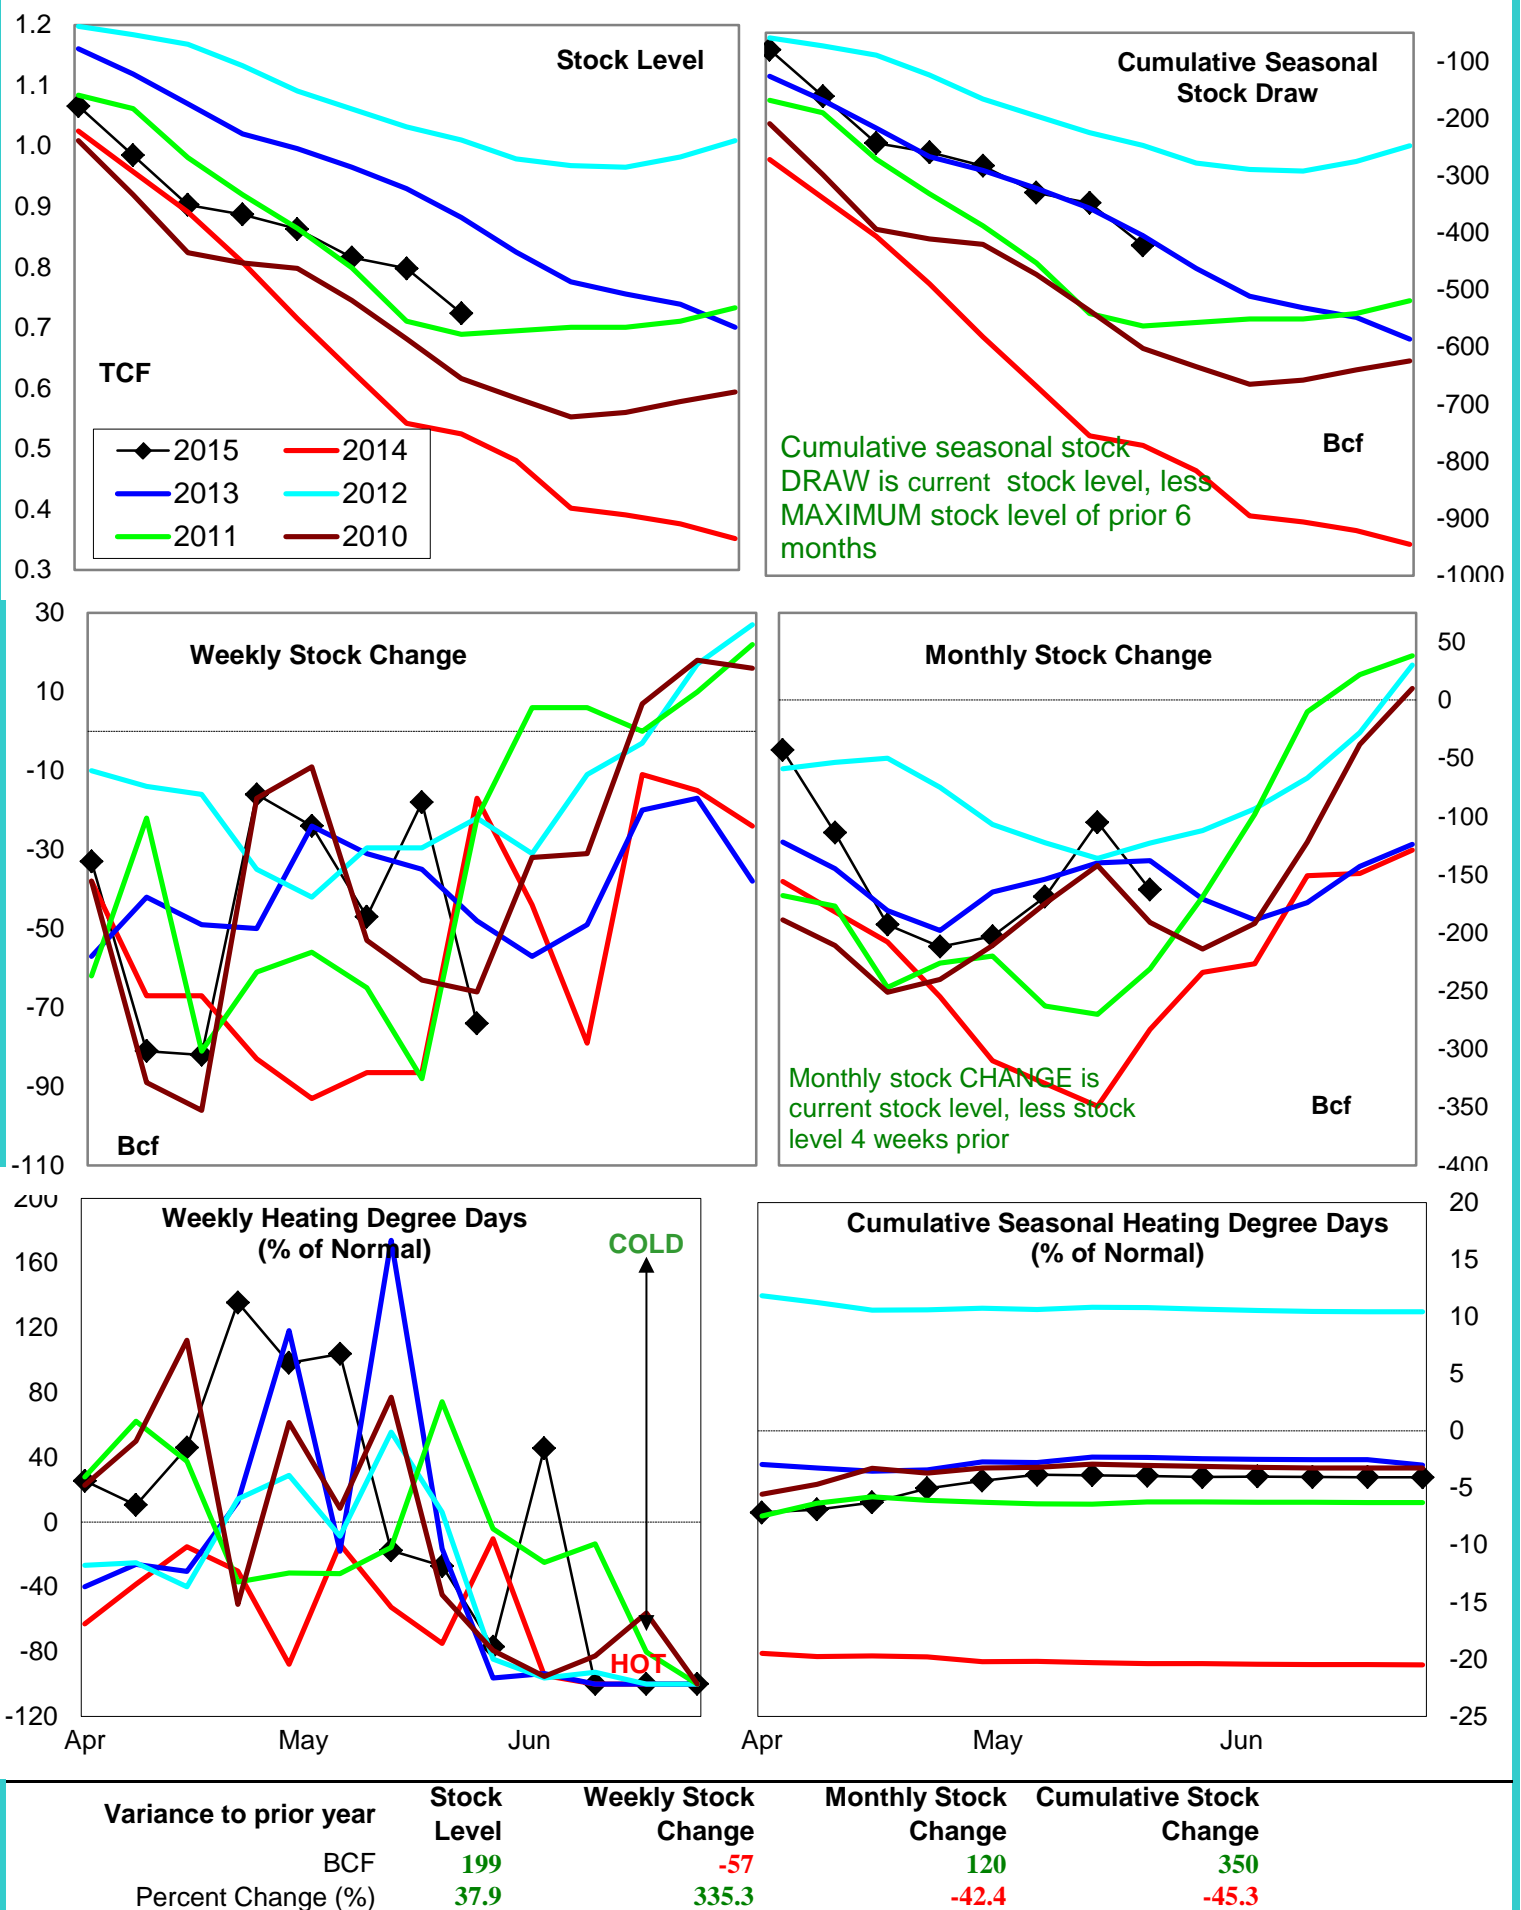 Stock Level
1.2
1.1
1.0
0.9
0.8
0.7
0.6
0.5
0.4
0.3
TCF
2015 2014
2013 2012
2011 2010
Cumulative Seasonal
Stock Draw
-100
-200
-300
-400
-500
-600
-700
-800
-900
-1000
Bcf
Cumulative seasonal stock
DRAW is current stock level, less
MAXIMUM stock level of prior 6
months
Weekly Stock Change
30
10
-10
-30
-50
-70
-90
-110
Bcf
Monthly Stock Change
50
0
-50
-100
-150
-200
-250
-300
-350
-400
Monthly stock CHANGE is
current stock level, less stock
level 4 weeks prior
Bcf
Weekly Heating Degree Days
(% of Normal)
200
160
120
80
40
0
-40
-80
-120
COLD
HOT
Apr May Jun
Cumulative Seasonal Heating Degree Days
(% of Normal)
20
15
10
5
0
-5
-10
-15
-20
-25
Apr May Jun
Variance to prior year Stock Level Weekly Stock Change Monthly Stock Change Cumulative Stock Change
BCF 199 -57 120 350
Percent Change (%) 37.9 335.3 -42.4 -45.3